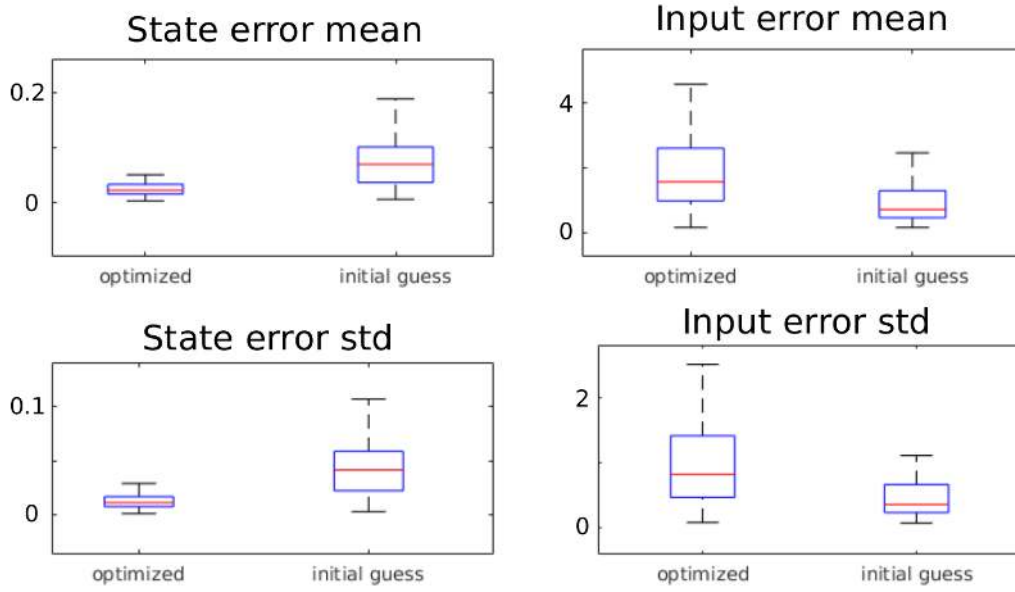 State error mean
0.2
0
optimized
initial guess
Input error mean
4
0
optimized
initial guess
State error std
0.1
0
optimized
initial guess
Input error std
2
0
optimized
initial guess